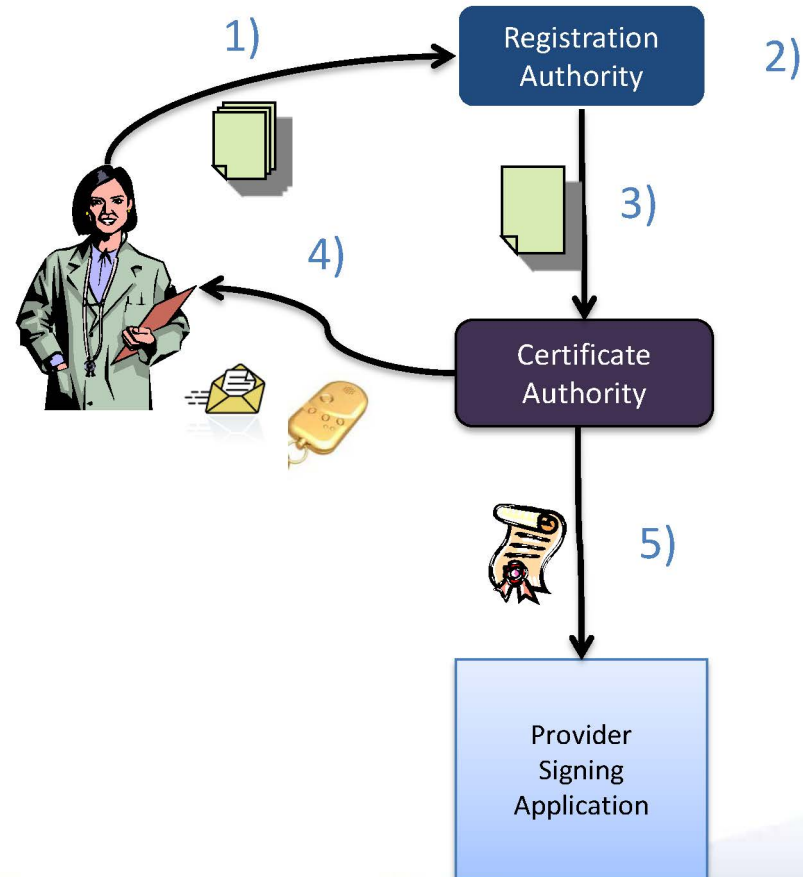 1)
Registration
Authority
2)
3)
4)
Certificate
Authority
5)
Provider
Signing
Application